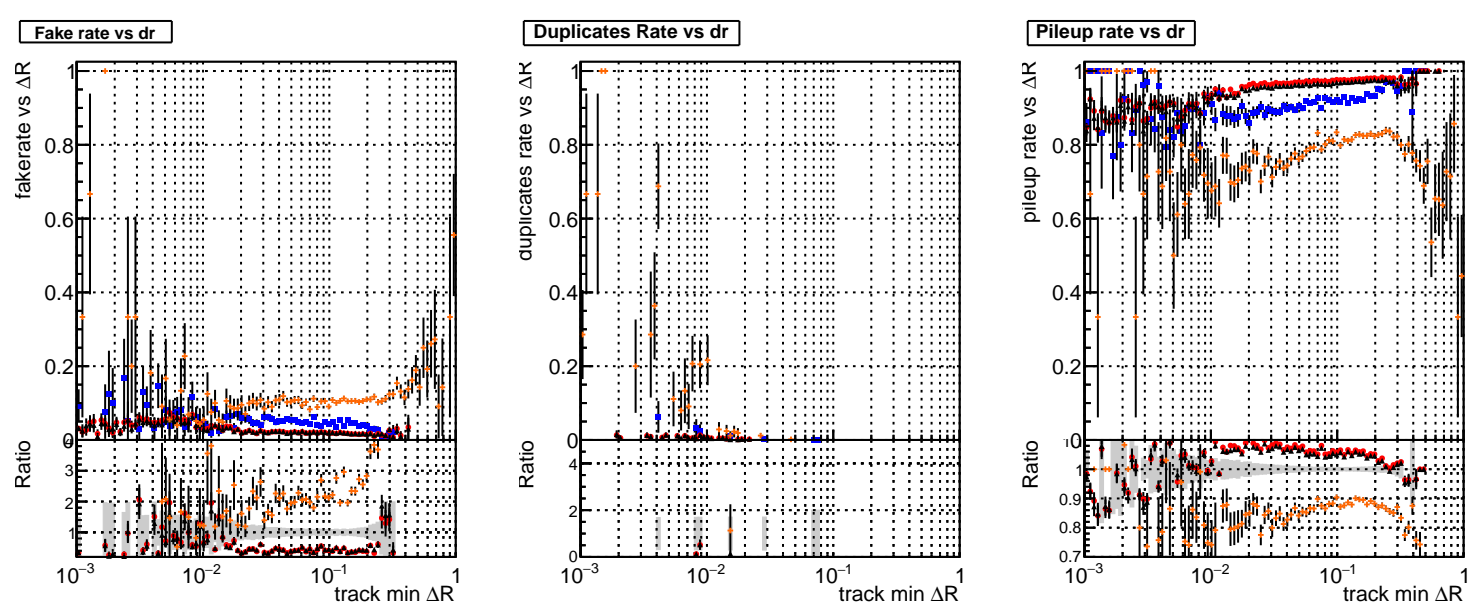 Fake rate vs dr
fakerate vs ΔR
1
0.8
0.6
0.4
0.2
0
Ratio
3
2
1
10⁻³ 10⁻² 10⁻¹ 1
track min ΔR
Duplicates Rate vs dr
duplicates rate vs ΔR
1
0.8
0.6
0.4
0.2
0
Ratio
4
2
0
10⁻³ 10⁻² 10⁻¹ 1
track min ΔR
Pileup rate vs dr
pileup rate vs ΔR
1
0.8
0.6
0.4
0.2
Ratio
1
0.9
0.8
0.7
10⁻³ 10⁻² 10⁻¹ 1
track min ΔR